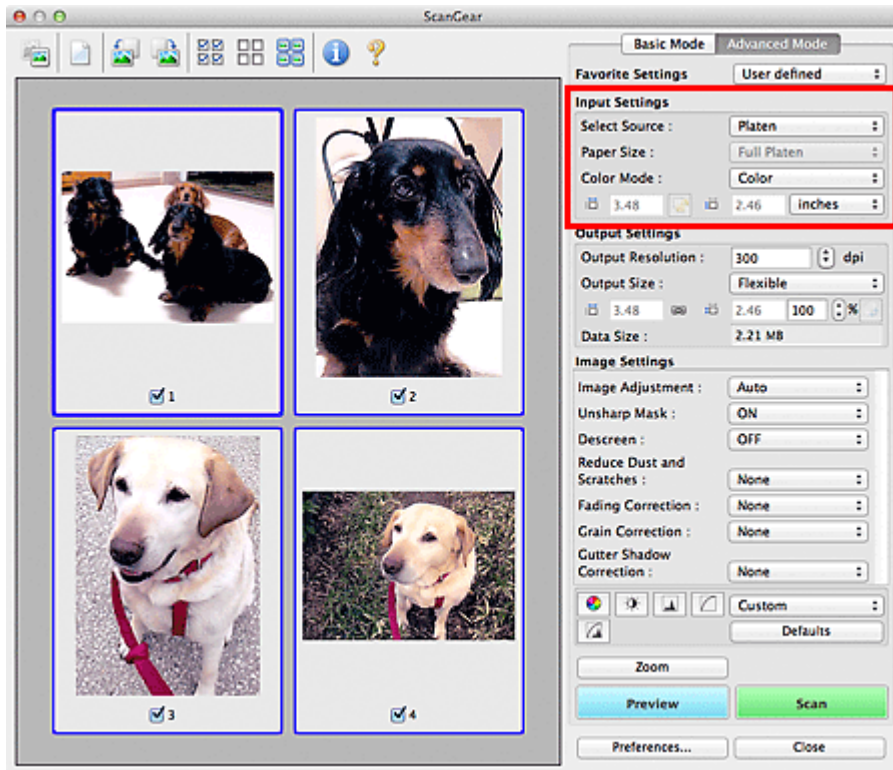 ScanGear
Basic Mode Advanced Mode
Favorite Settings User defined
Input Settings
Select Source : Platen
Paper Size : Full Platen
Color Mode : Color
3.48 2.46 inches
Output Settings
Output Resolution : 300 dpi
Output Size : Flexible
3.48 2.46 100 %
Data Size : 2.21 MB
Image Settings
Image Adjustment : Auto
Unsharp Mask : ON
Descreen : OFF
Reduce Dust and
Scratches : None
Fading Correction : None
Grain Correction : None
Gutter Shadow
Correction : None
Custom
Defaults
Zoom
Preview Scan
Preferences... Close
1
2
3
4